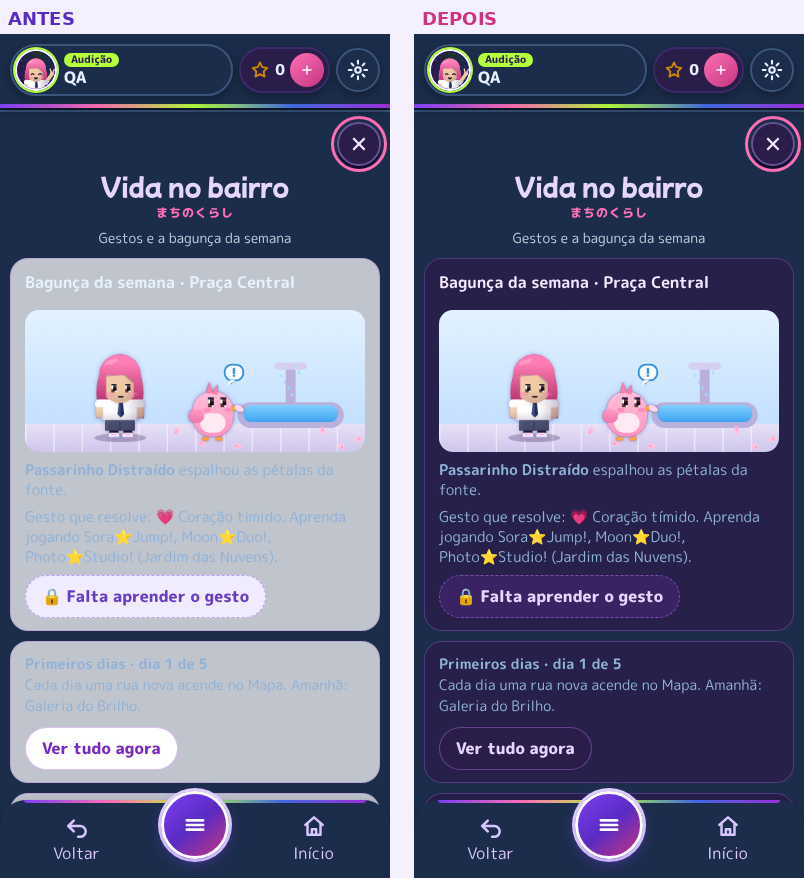 ANTES
Audição
QA
0
+
Vida no bairro
まちのくらし
Gestos e a bagunça da semana
Bagunça da semana · Praça Central
!
Passarinho Distraído espalhou as pétalas da
fonte.
Gesto que resolve: 💗 Coração tímido. Aprenda
jogando Sora⭐Jump!, Moon⭐Duo!,
Photo⭐Studio! (Jardim das Nuvens).
🔒 Falta aprender o gesto
Primeiros dias · dia 1 de 5
Cada dia uma rua nova acende no Mapa. Amanhã:
Galeria do Brilho.
Ver tudo agora
Voltar
Início
DEPOIS
Audição
QA
0
+
Vida no bairro
まちのくらし
Gestos e a bagunça da semana
Bagunça da semana · Praça Central
!
Passarinho Distraído espalhou as pétalas da
fonte.
Gesto que resolve: 💗 Coração tímido. Aprenda
jogando Sora⭐Jump!, Moon⭐Duo!,
Photo⭐Studio! (Jardim das Nuvens).
🔒 Falta aprender o gesto
Primeiros dias · dia 1 de 5
Cada dia uma rua nova acende no Mapa. Amanhã:
Galeria do Brilho.
Ver tudo agora
Voltar
Início